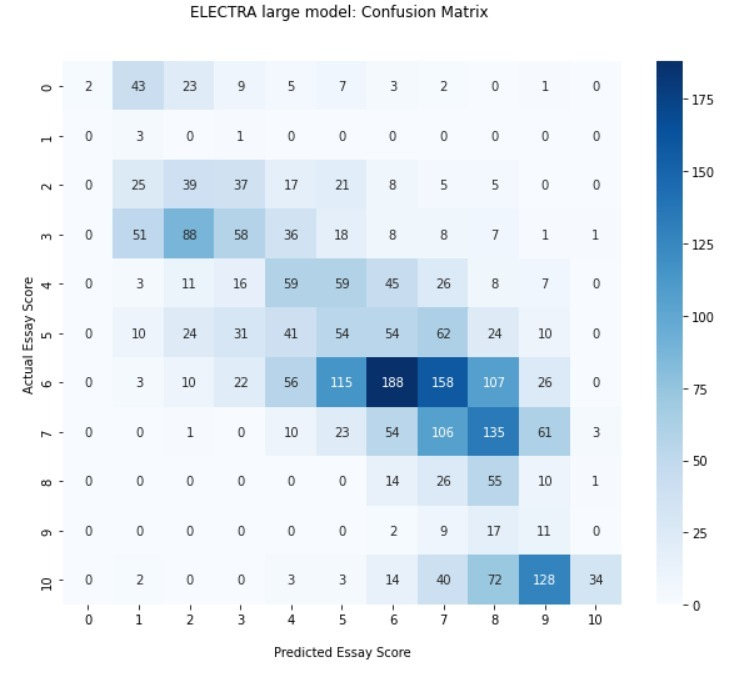 ELECTRA large model: Confusion Matrix
0 2 43 23 9 5 7 3 2 0 1 0
1 0 3 0 1 0 0 0 0 0 0 0
2 0 25 39 37 17 21 8 5 5 0 0
3 0 51 88 58 36 18 8 8 7 1 1
4 0 3 11 16 59 59 45 26 8 7 0
5 0 10 24 31 41 54 54 62 24 10 0
6 0 3 10 22 56 115 188 158 107 26 0
7 0 0 1 0 10 23 54 106 135 61 3
8 0 0 0 0 0 0 14 26 55 10 1
9 0 0 0 0 0 0 2 9 17 11 0
10 0 2 0 0 3 3 14 40 72 128 34
0 1 2 3 4 5 6 7 8 9 10
Actual Essay Score
Predicted Essay Score
175
150
125
100
75
50
25
0